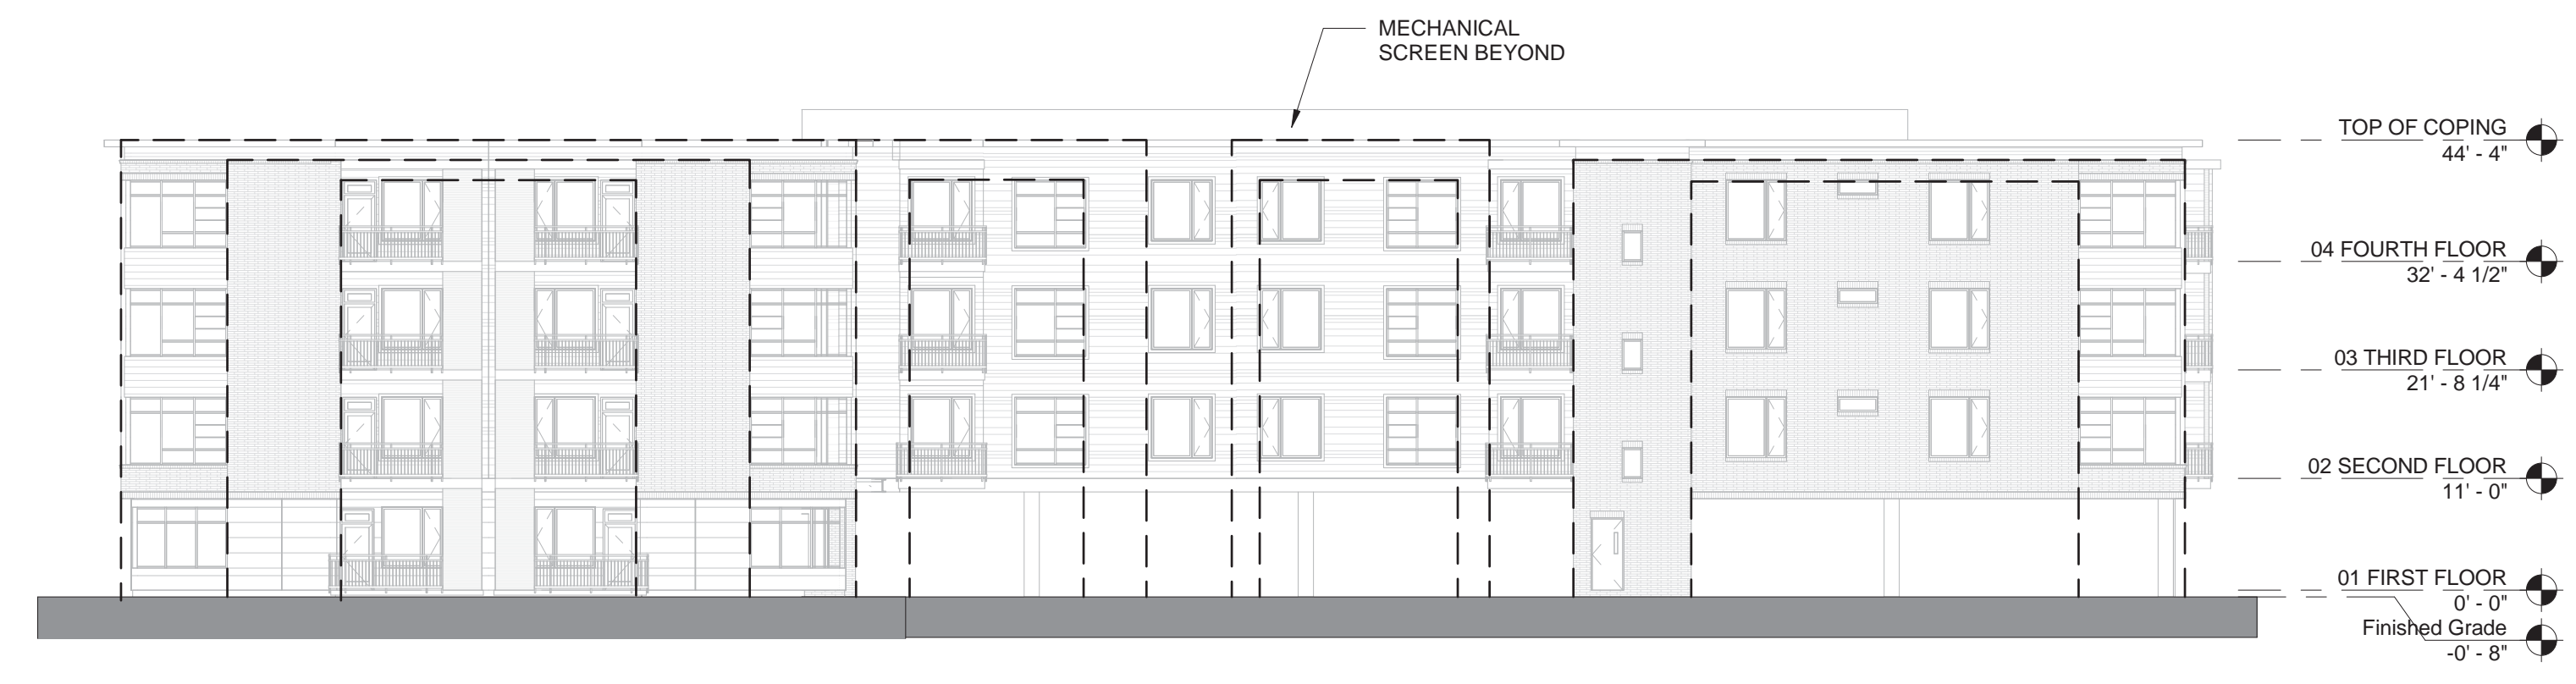 MECHANICAL
SCREEN BEYOND
TOP OF COPING
44' - 4"
04 FOURTH FLOOR
32' - 4 1/2"
03 THIRD FLOOR
21' - 8 1/4"
02 SECOND FLOOR
11' - 0"
01 FIRST FLOOR
0' - 0"
Finished Grade
-0' - 8"